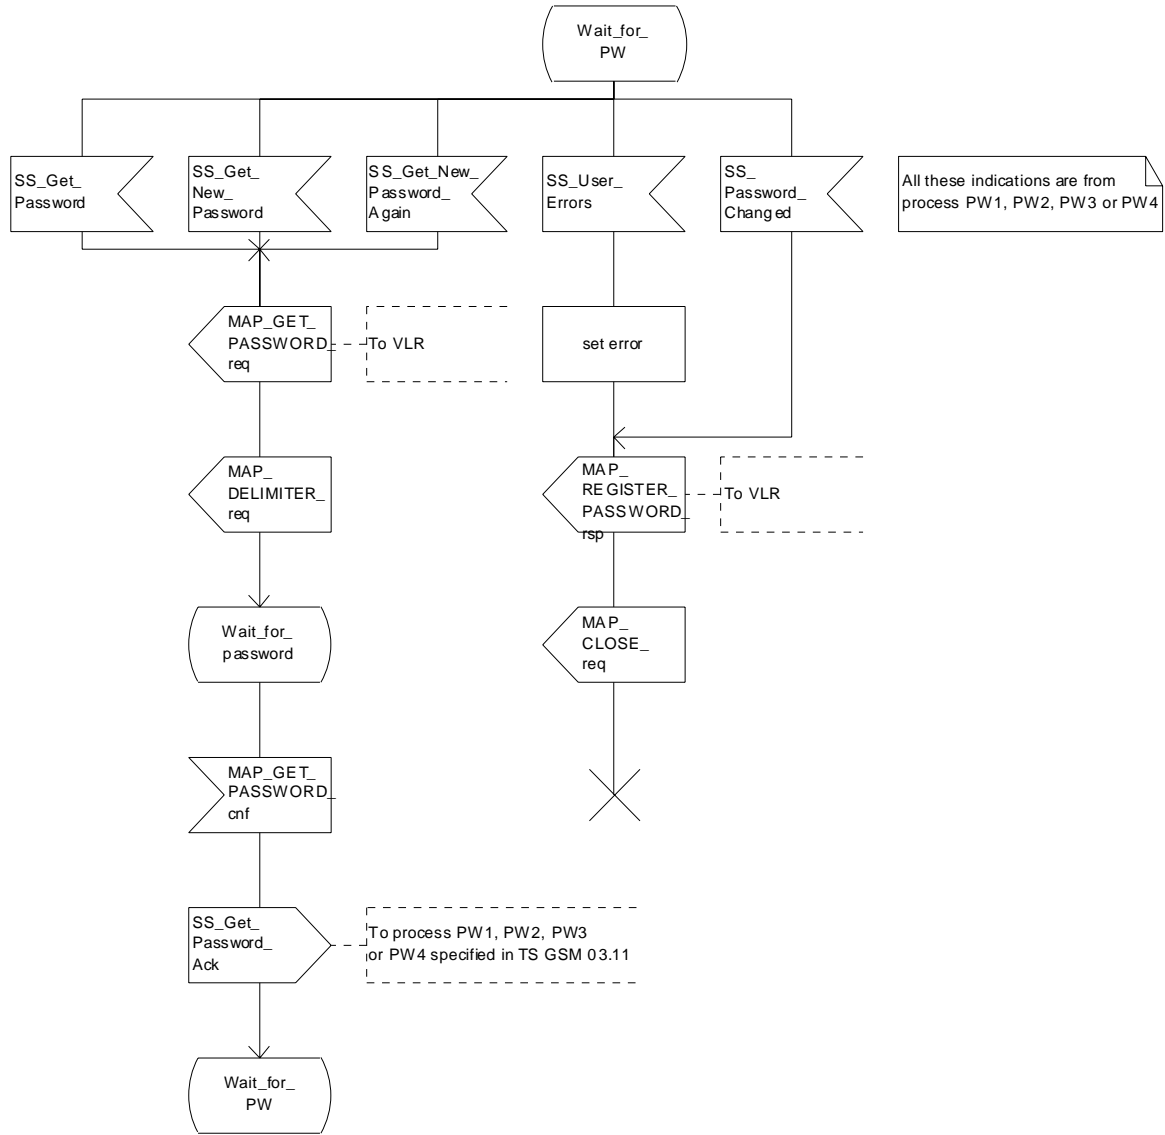 Wait_for_
PW
SS_Get_
Password
SS_Get_
New_
Password
SS_Get_New_
Password_
Again
SS_User_
Errors
SS_
Password_
Changed
All these indications are from
process PW1, PW2, PW3 or PW4
MAP_GET_
PASSWORD_
req
To VLR
set error
MAP_
DELIMITER_
req
MAP_
REGISTER_
PASSWORD_
rsp
To VLR
Wait_for_
password
MAP_
CLOSE_
req
MAP_GET_
PASSWORD_
cnf
SS_Get_
Password_
Ack
To process PW1, PW2, PW3
or PW4 specified in TS GSM 03.11
Wait_for_
PW